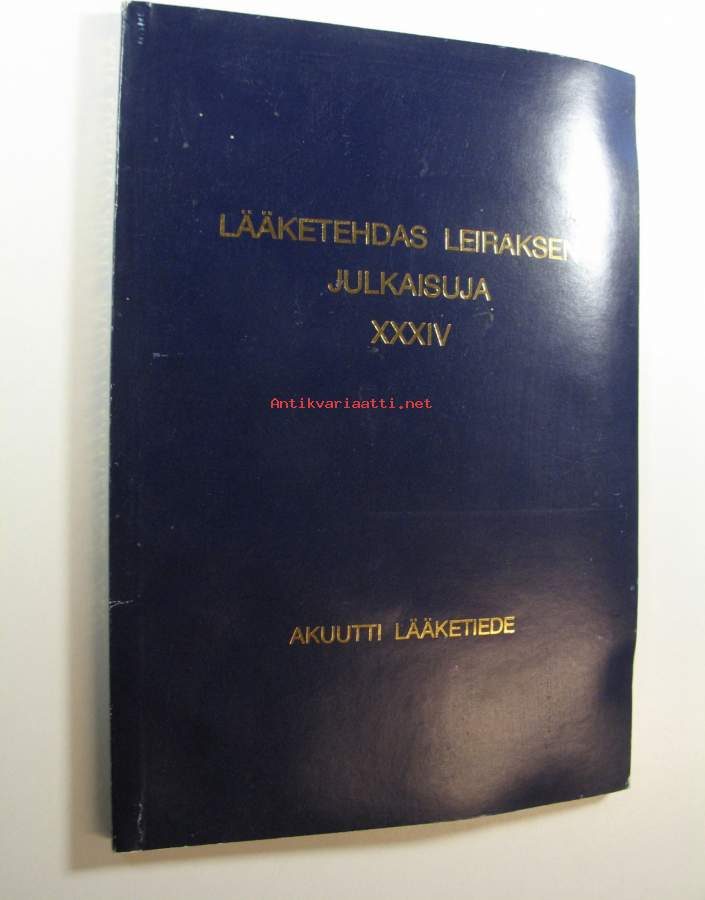 LÄÄKETEHDAS LEIRAKSEN
JULKAISUJA
XXXIV
Antikvariaatti.net
AKUUTTI LÄÄKETIEDE